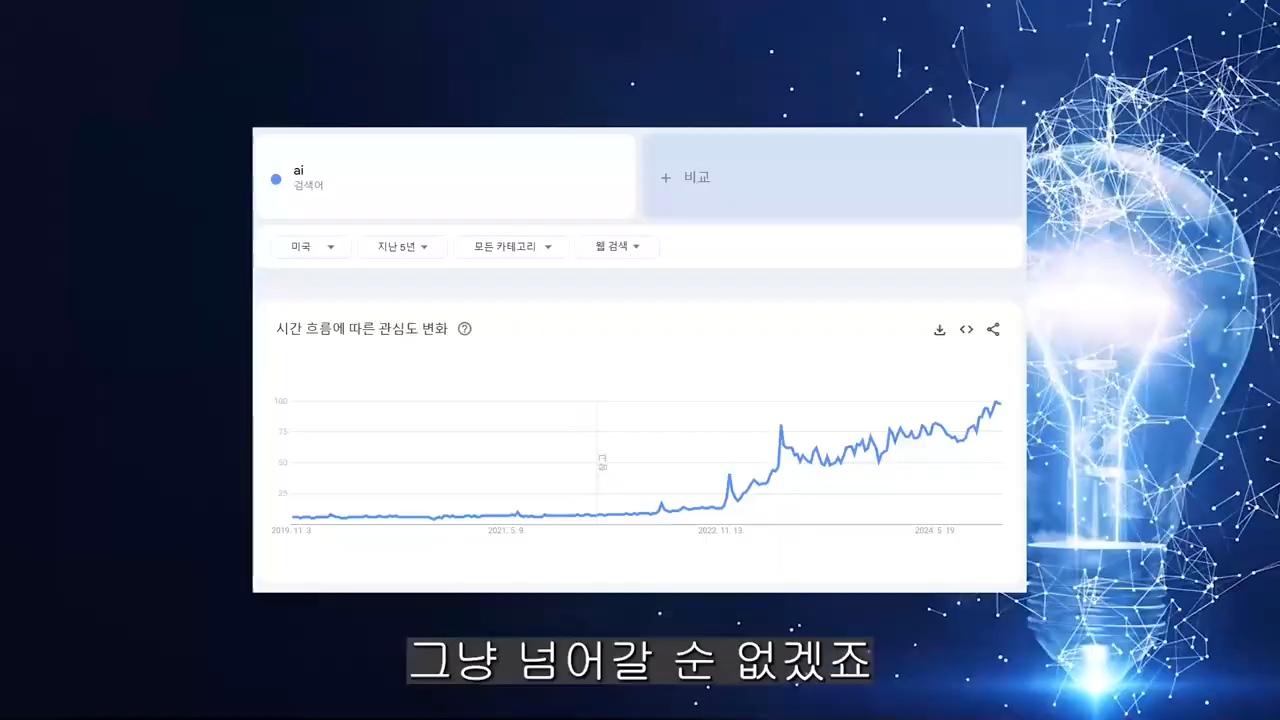 ai
검색어
+ 비교
미국
지난 5년
모든 카테고리
웹 검색
시간 흐름에 따른 관심도 변화
100
75
50
25
참고
2019. 11. 3
2021. 5. 9
2022. 11. 13
2024. 5. 19
그냥 넘어갈 순 없겠죠